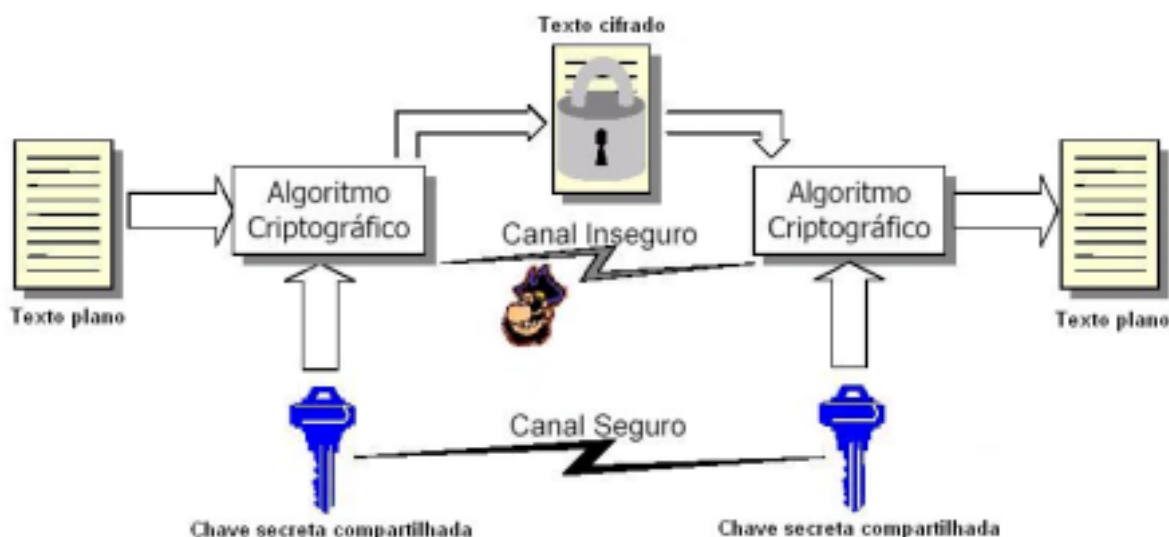 Texto cifrado
Algoritmo
Criptográfico
Algoritmo
Criptográfico
Canal Inseguro
Texto plano
Texto plano
Canal Seguro
Chave secreta compartilhada
Chave secreta compartilhada